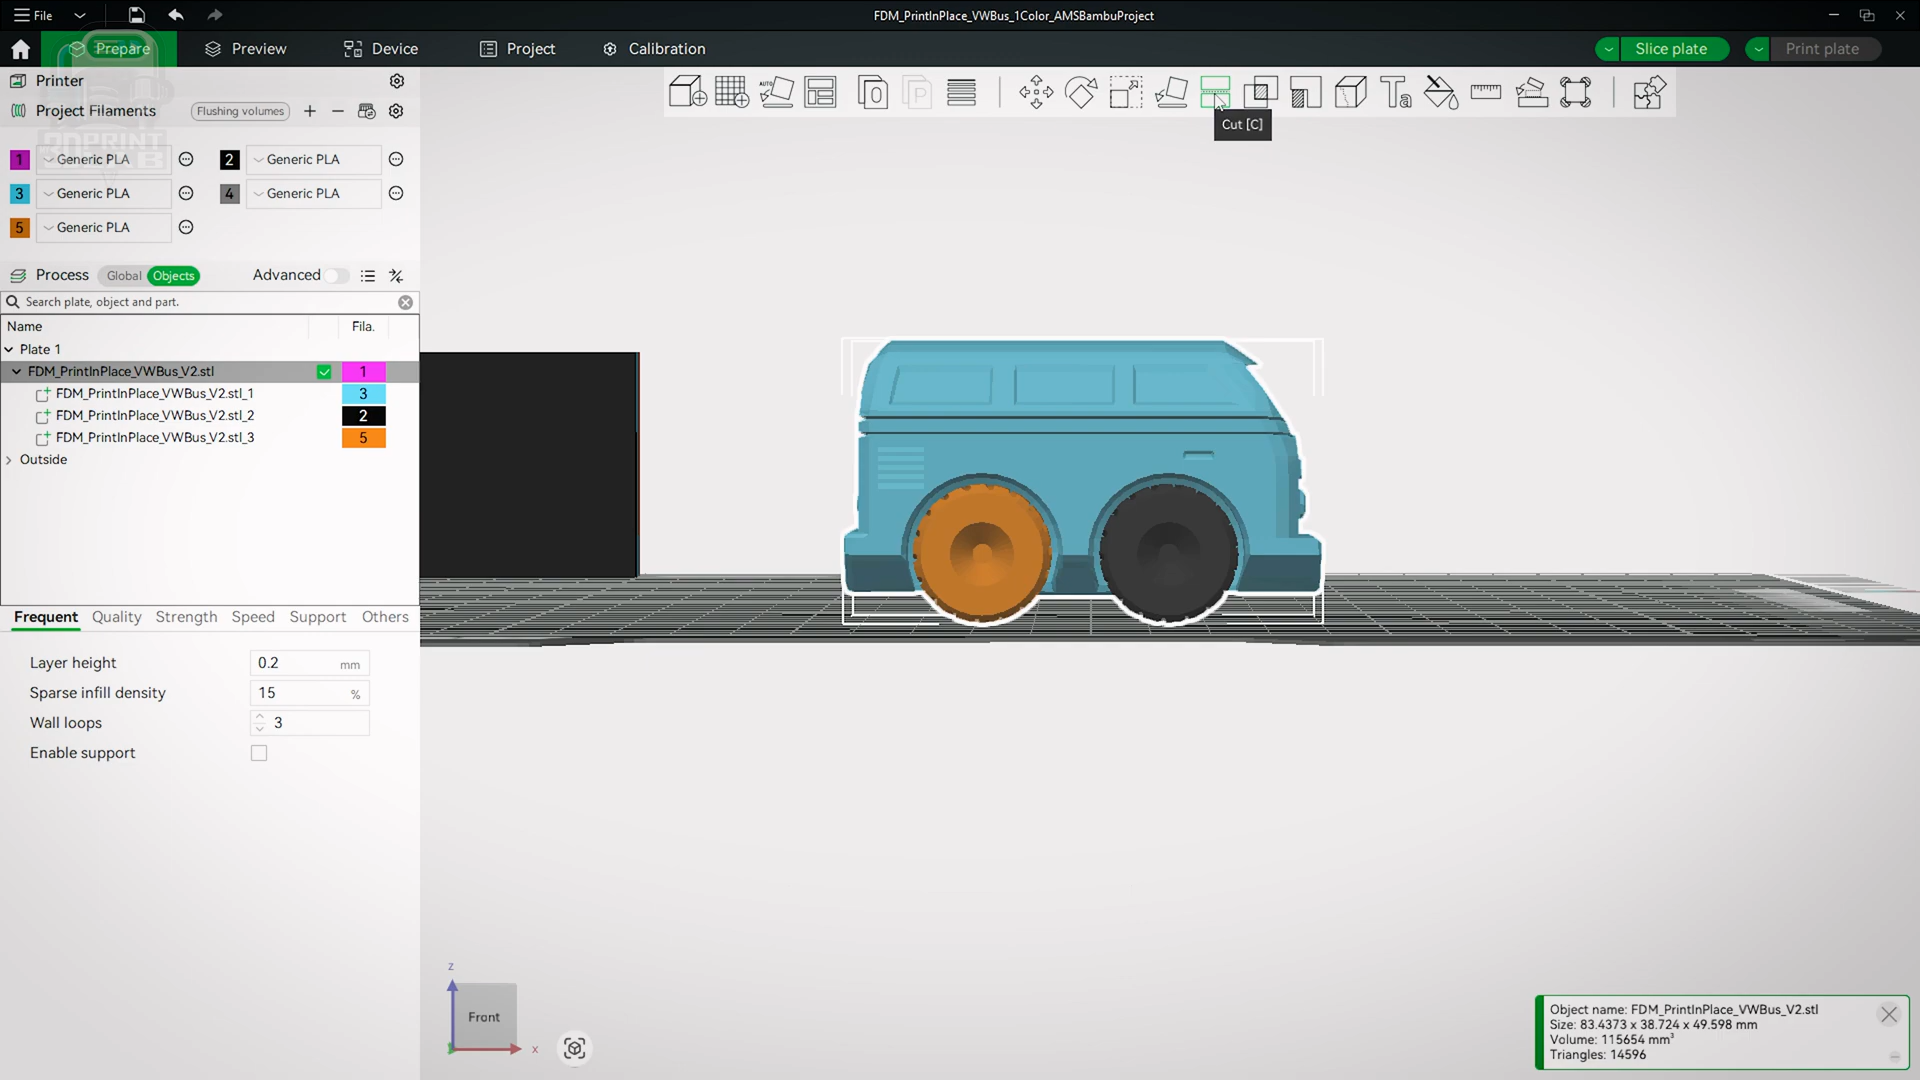 File
FDM_PrintInPlace_VWBus_1Color_AMSBambuProject
Prepare
Preview
Device
Project
Calibration
Slice plate
Print plate
Printer
Project Filaments
Flushing volumes
Cut [C]
1 Generic PLA
2 Generic PLA
3 Generic PLA
4 Generic PLA
5 Generic PLA
Process
Global
Objects
Advanced
Search plate, object and part.
Name
Fila.
Plate 1
FDM_PrintInPlace_VWBus_V2.stl 1
FDM_PrintInPlace_VWBus_V2.stl_1 3
FDM_PrintInPlace_VWBus_V2.stl_2 2
FDM_PrintInPlace_VWBus_V2.stl_3 5
Outside
Frequent
Quality
Strength
Speed
Support
Others
Layer height 0.2 mm
Sparse infill density 15 %
Wall loops 3
Enable support
z
Front
x
Object name: FDM_PrintInPlace_VWBus_V2.stl
Size: 83.4373 x 38.724 x 49.598 mm
Volume: 115654 mm³
Triangles: 14596